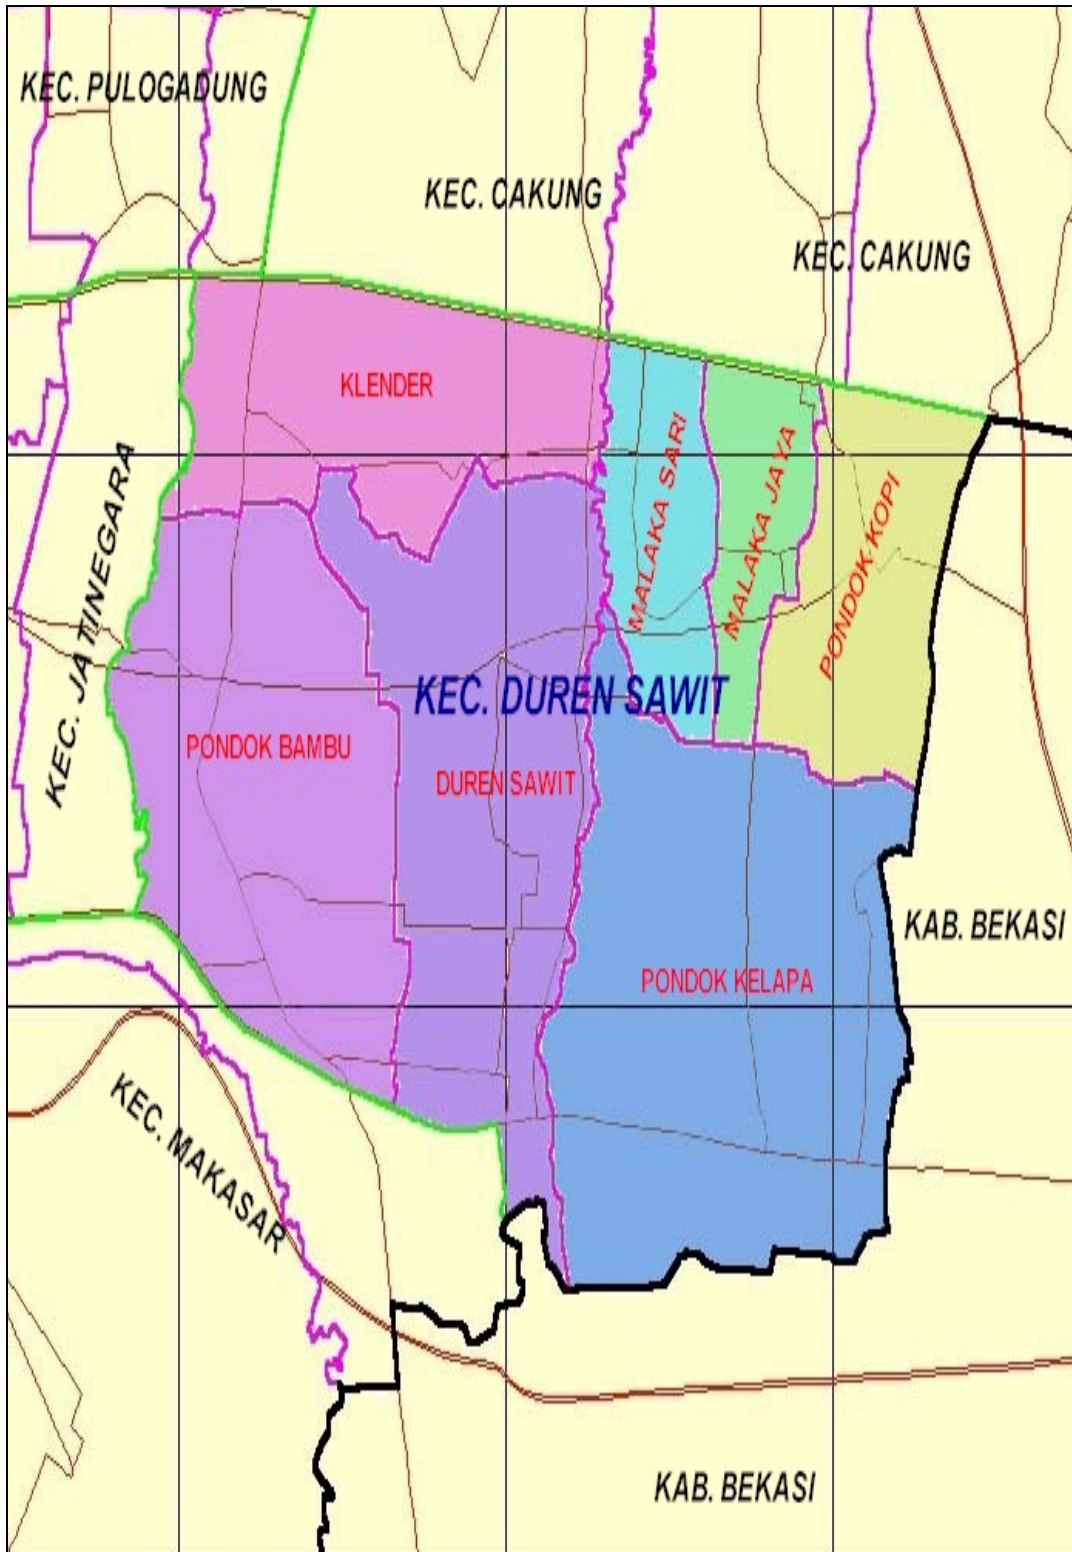 KEC. PULOGADUNG
KEC. CAKUNG
KEC. CAKUNG
KLENDER
MALAKA SARI
MALAKA JAYA
PONDOK KOPI
KEC. JATINEGARA
KEC. DUREN SAWIT
PONDOK BAMBU
DUREN SAWIT
KAB. BEKASI
PONDOK KELAPA
KEC. MAKASAR
KAB. BEKASI